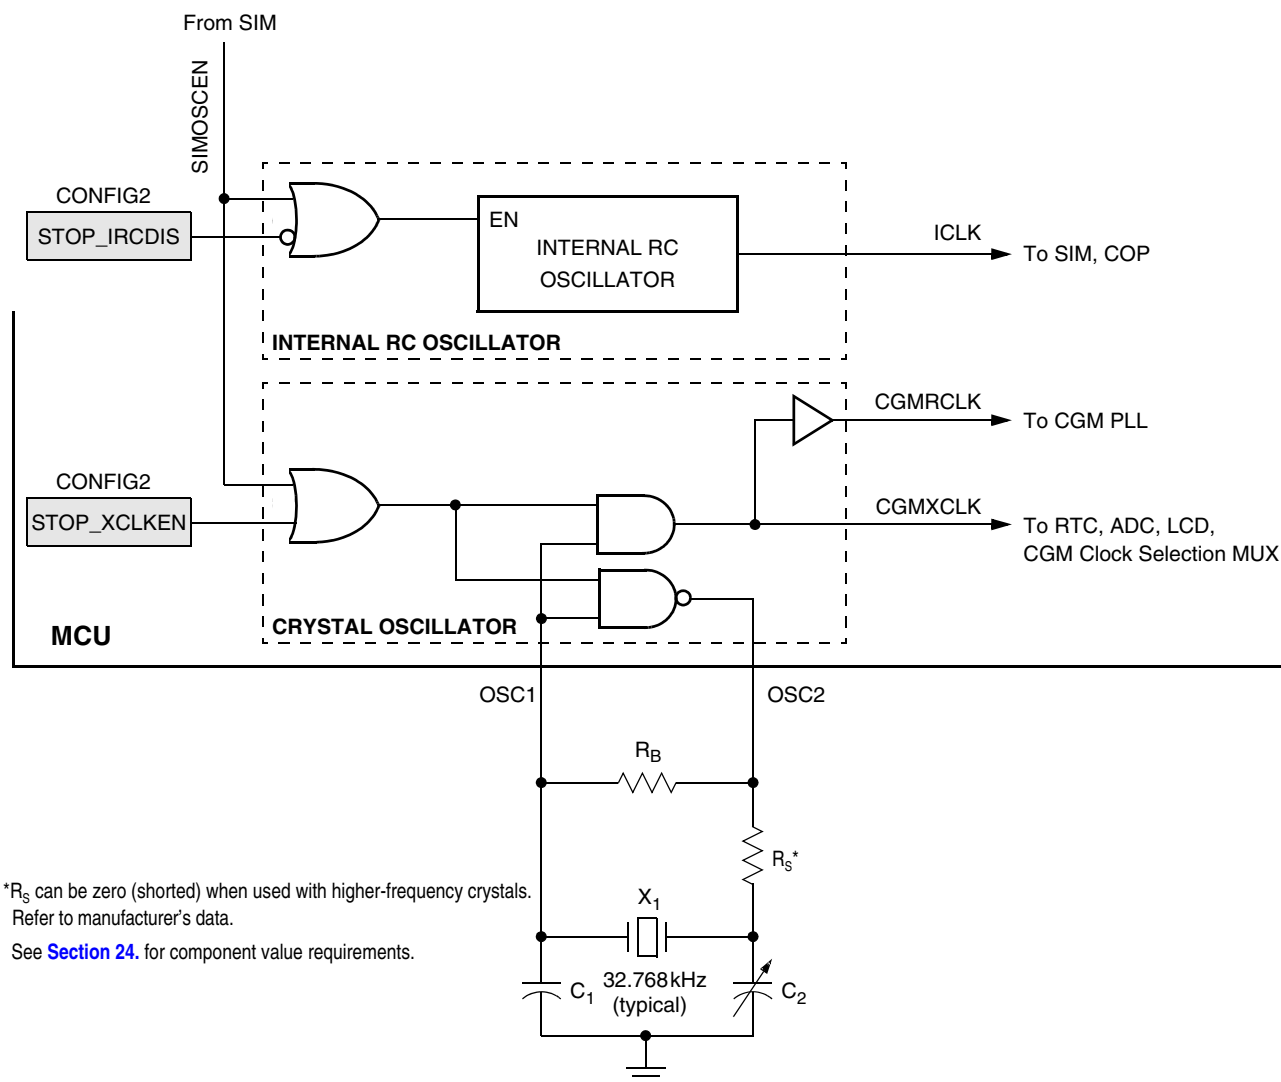 From SIM
SIMOSCEN
CONFIG2
STOP_IRCDIS
EN
INTERNAL RC
OSCILLATOR
ICLK
To SIM, COP
INTERNAL RC OSCILLATOR
CGMRCLK
To CGM PLL
CONFIG2
STOP_XCLKEN
CGMXCLK
To RTC, ADC, LCD,
CGM Clock Selection MUX
MCU
CRYSTAL OSCILLATOR
OSC1
OSC2
RB
RS*
*RS can be zero (shorted) when used with higher-frequency crystals.
Refer to manufacturer’s data.
See Section 24. for component value requirements.
X1
32.768kHz
(typical)
C1
C2